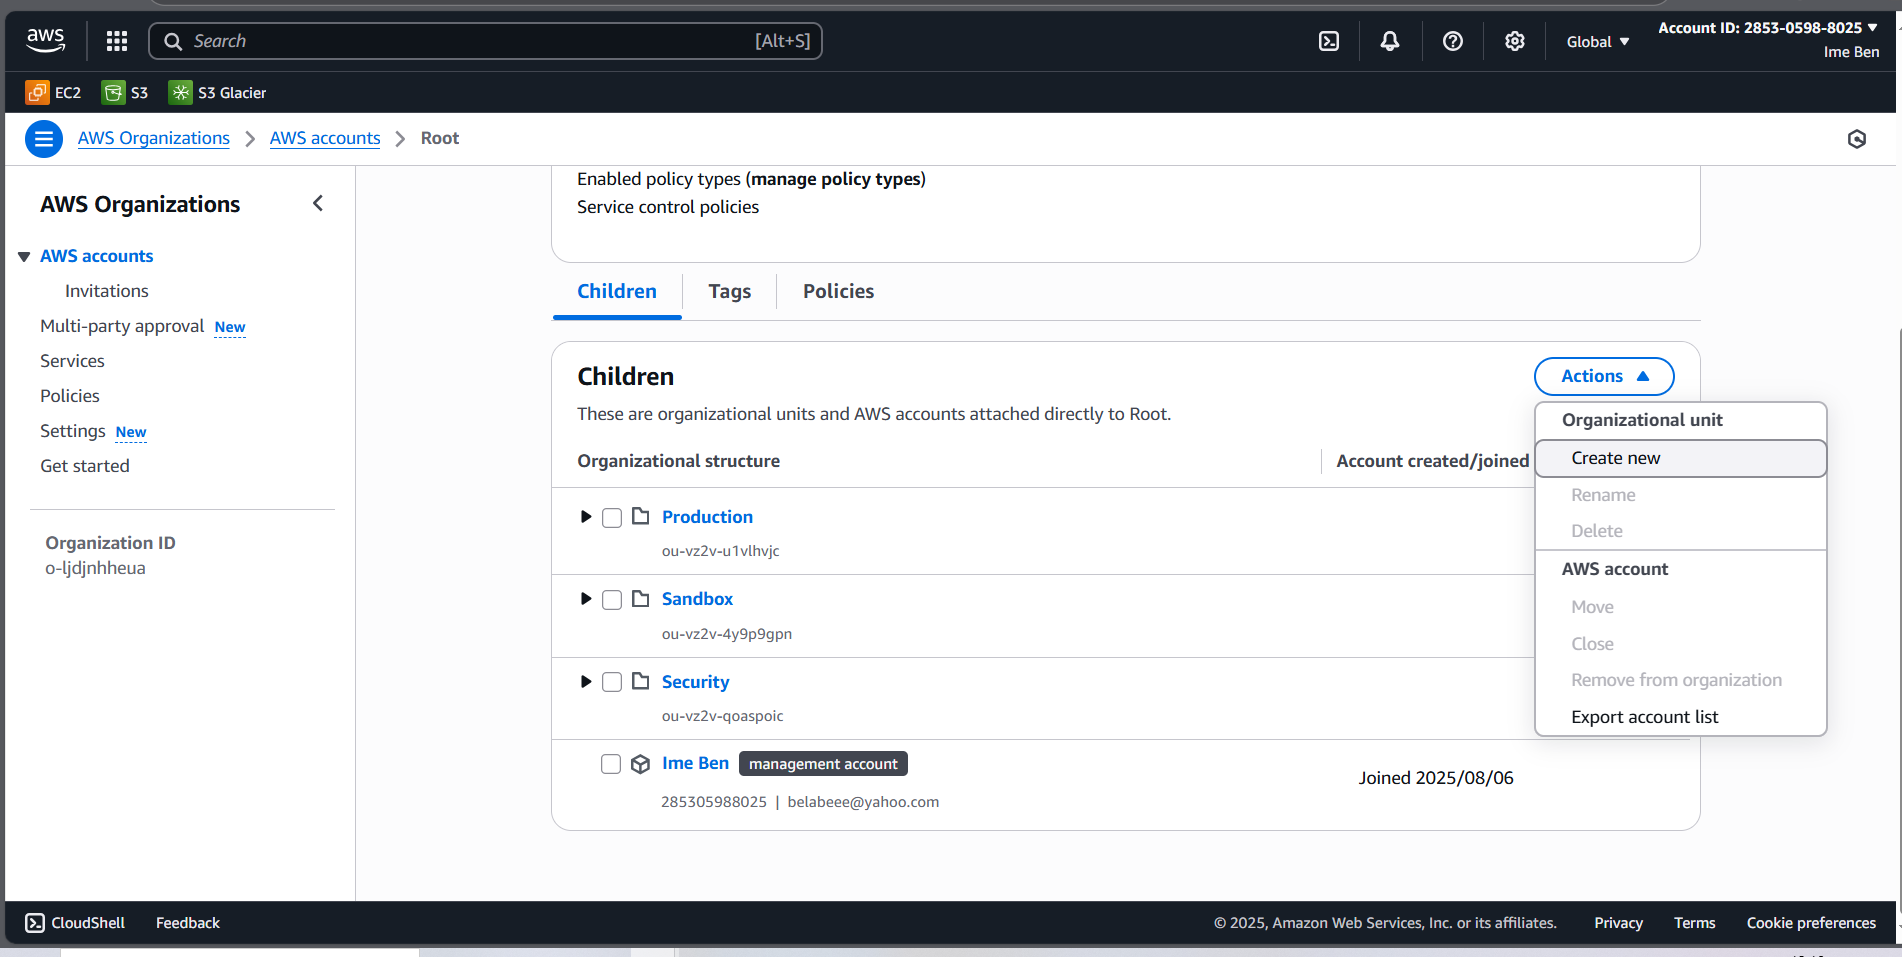 aws
Search [Alt+S]
Global
Account ID: 2853-0598-8025
Ime Ben
EC2 S3 S3 Glacier
AWS Organizations AWS accounts Root
AWS Organizations
AWS accounts
Invitations
Multi-party approval New
Services
Policies
Settings New
Get started
Organization ID
o-ljdjnhheua
Enabled policy types (manage policy types)
Service control policies
Children Tags Policies
Children
Actions
These are organizational units and AWS accounts attached directly to Root.
Organizational structure Account created/joined
Production
ou-vz2v-u1vlhvjc
Sandbox
ou-vz2v-4y9p9gpn
Security
ou-vz2v-qoaspoic
Ime Ben management account
285305988025 | belabeee@yahoo.com
Joined 2025/08/06
Organizational unit
Create new
Rename
Delete
AWS account
Move
Close
Remove from organization
Export account list
CloudShell Feedback
© 2025, Amazon Web Services, Inc. or its affiliates. Privacy Terms Cookie preferences